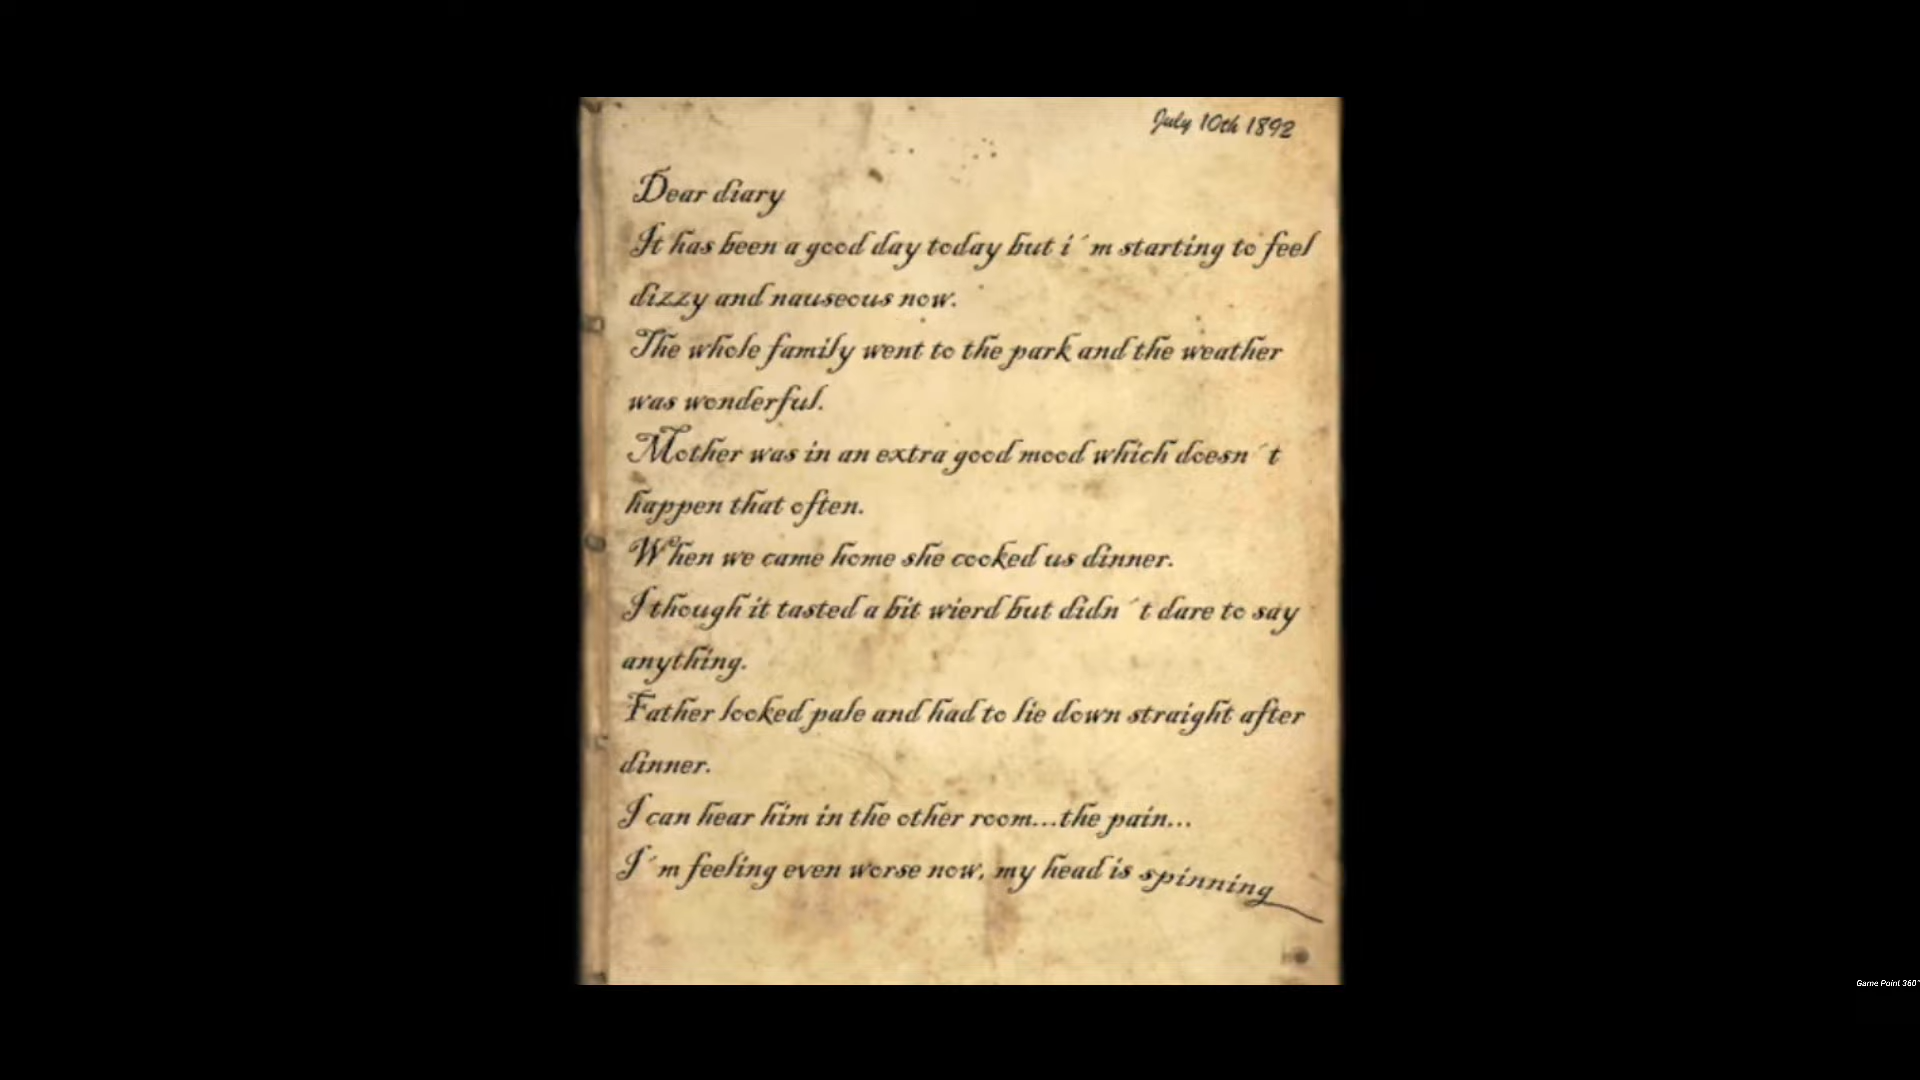 July 10th 1892
Dear diary
It has been a good day today but i´m starting to feel
dizzy and nauseous now.
The whole family went to the park and the weather
was wonderful.
Mother was in an extra good mood which doesn´t
happen that often.
When we came home she cooked us dinner.
I though it tasted a bit wierd but didn´t dare to say
anything.
Father looked pale and had to lie down straight after
dinner.
I can hear him in the other room...the pain...
I´m feeling even worse now, my head is spinning
Game Point 360°